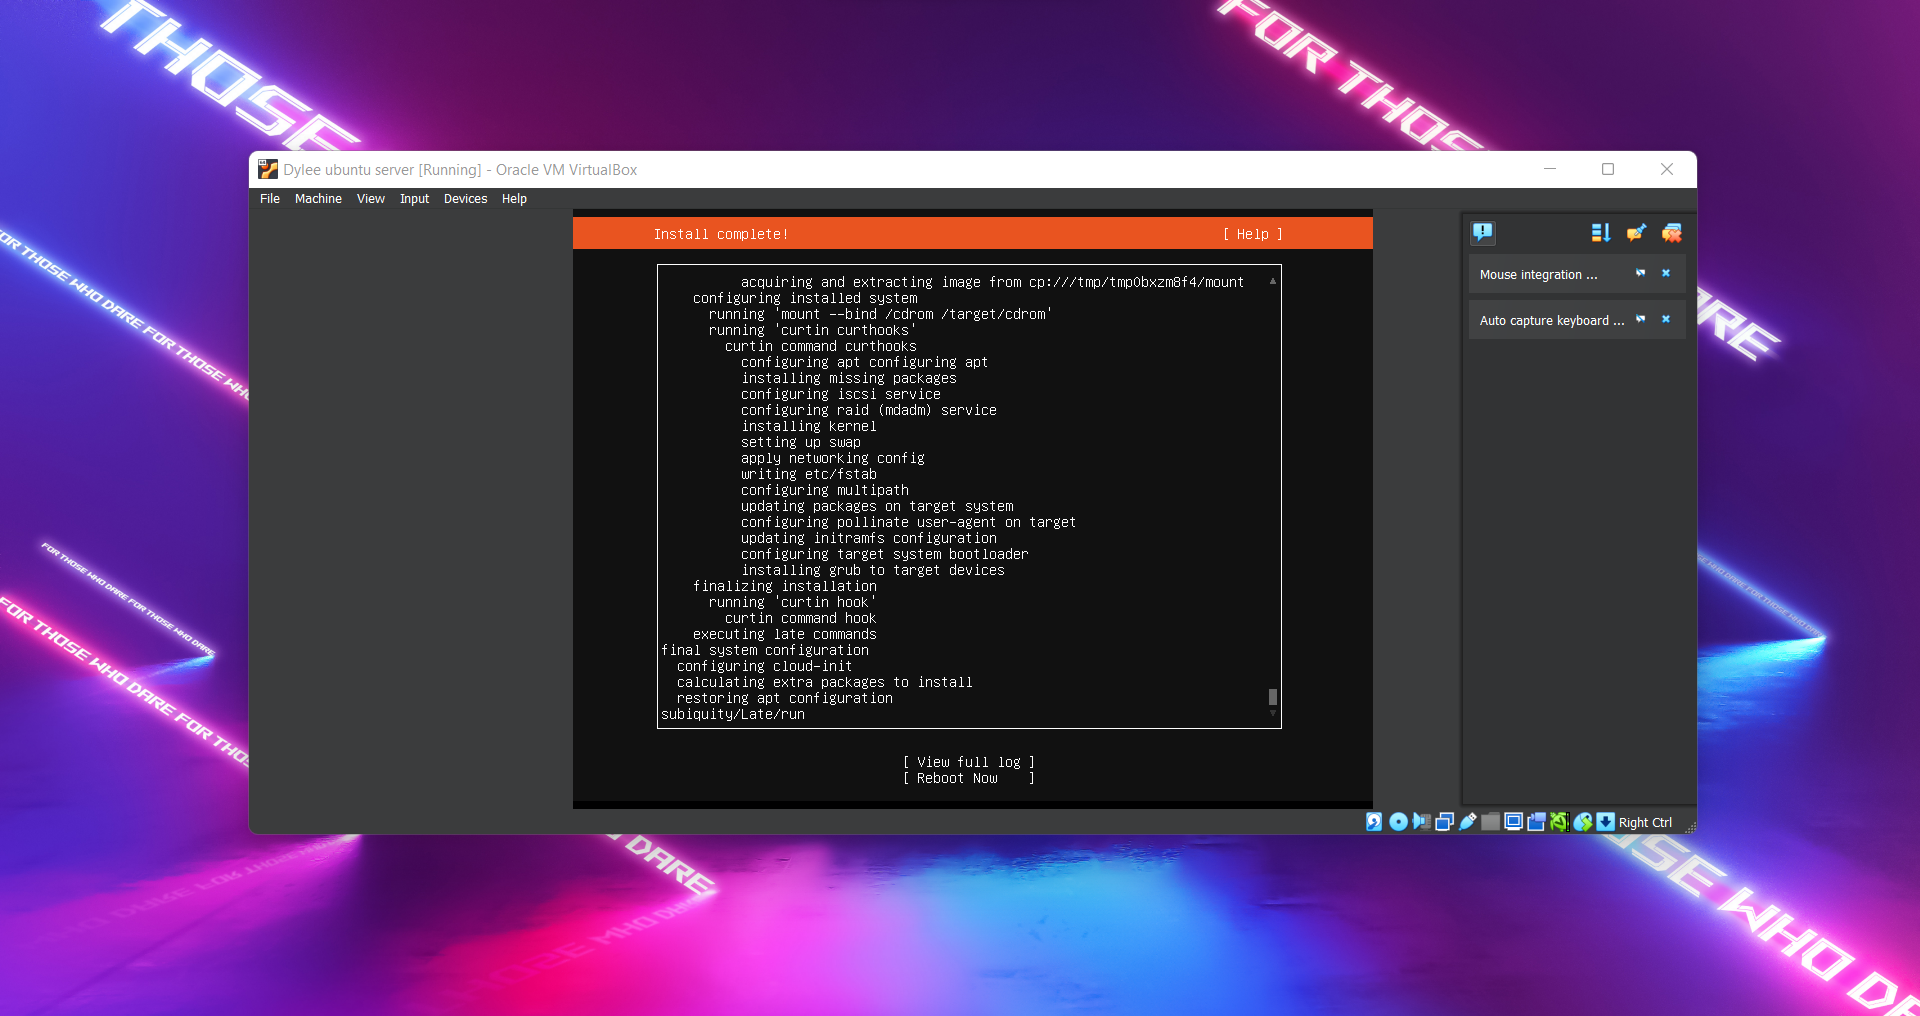 THOSE
FOR THOSE
Dylee ubuntu server [Running] - Oracle VM VirtualBox
File Machine View Input Devices Help
Install complete! [ Help ]
acquiring and extracting image from cp:///tmp/tmp0bxzm8f4/mount
configuring installed system
running 'mount --bind /cdrom /target/cdrom'
running 'curtin curthooks'
curtin command curthooks
configuring apt configuring apt
installing missing packages
configuring iscsi service
configuring raid (mdadm) service
installing kernel
setting up swap
apply networking config
writing etc/fstab
configuring multipath
updating packages on target system
configuring pollinate user-agent on target
updating initramfs configuration
configuring target system bootloader
installing grub to target devices
finalizing installation
running 'curtin hook'
curtin command hook
executing late commands
final system configuration
configuring cloud-init
calculating extra packages to install
restoring apt configuration
subiquity/Late/run
[ View full log ]
[ Reboot Now ]
Mouse integration ...
Auto capture keyboard ...
Right Ctrl
FOR THOSE WHO DARE FOR THOSE WHO
FOR THOSE WHO DARE FOR THOSE WHO DARE
FOR THOSE WHO DARE FOR THOS
DARE
OSE WHO DA